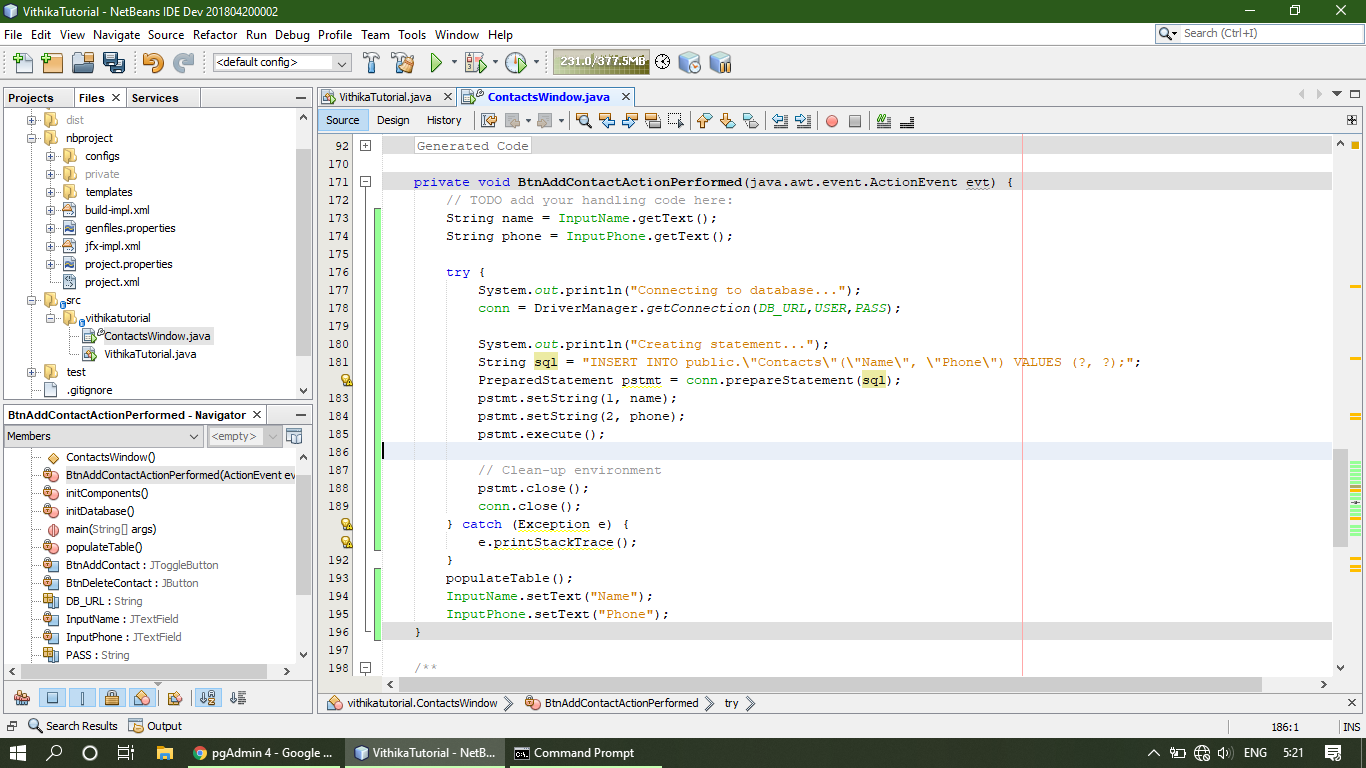 VithikaTutorial - NetBeans IDE Dev 201804200002
File Edit View Navigate Source Refactor Run Debug Profile Team Tools Window Help
Search (Ctrl+I)
<default config>
231.0/377.5MB
Projects Files Services
dist
nbproject
configs
private
templates
build-impl.xml
genfiles.properties
jfx-impl.xml
project.properties
project.xml
src
vithikatutorial
ContactsWindow.java
VithikaTutorial.java
test
.gitignore
BtnAddContactActionPerformed - Navigator
Members <empty>
ContactsWindow()
BtnAddContactActionPerformed(ActionEvent ev
initComponents()
initDatabase()
main(String[] args)
populateTable()
BtnAddContact : JToggleButton
BtnDeleteContact : JButton
DB_URL : String
InputName : JTextField
InputPhone : JTextField
PASS : String
VithikaTutorial.java ContactsWindow.java
Source Design History
92 Generated Code
170
171 private void BtnAddContactActionPerformed(java.awt.event.ActionEvent evt) {
172 // TODO add your handling code here:
173 String name = InputName.getText();
174 String phone = InputPhone.getText();
175
176 try {
177 System.out.println("Connecting to database...");
178 conn = DriverManager.getConnection(DB_URL,USER,PASS);
179
180 System.out.println("Creating statement...");
181 String sql = "INSERT INTO public.\"Contacts\"(\"Name\", \"Phone\") VALUES (?, ?);";
PreparedStatement pstmt = conn.prepareStatement(sql);
183 pstmt.setString(1, name);
184 pstmt.setString(2, phone);
185 pstmt.execute();
186
187 // Clean-up environment
188 pstmt.close();
189 conn.close();
} catch (Exception e) {
e.printStackTrace();
192 }
193 populateTable();
194 InputName.setText("Name");
195 InputPhone.setText("Phone");
196 }
197
198 /**
vithikatutorial.ContactsWindow BtnAddContactActionPerformed try
Search Results Output
186:1 INS
pgAdmin 4 - Google ... VithikaTutorial - NetB... Command Prompt
ENG 5:21